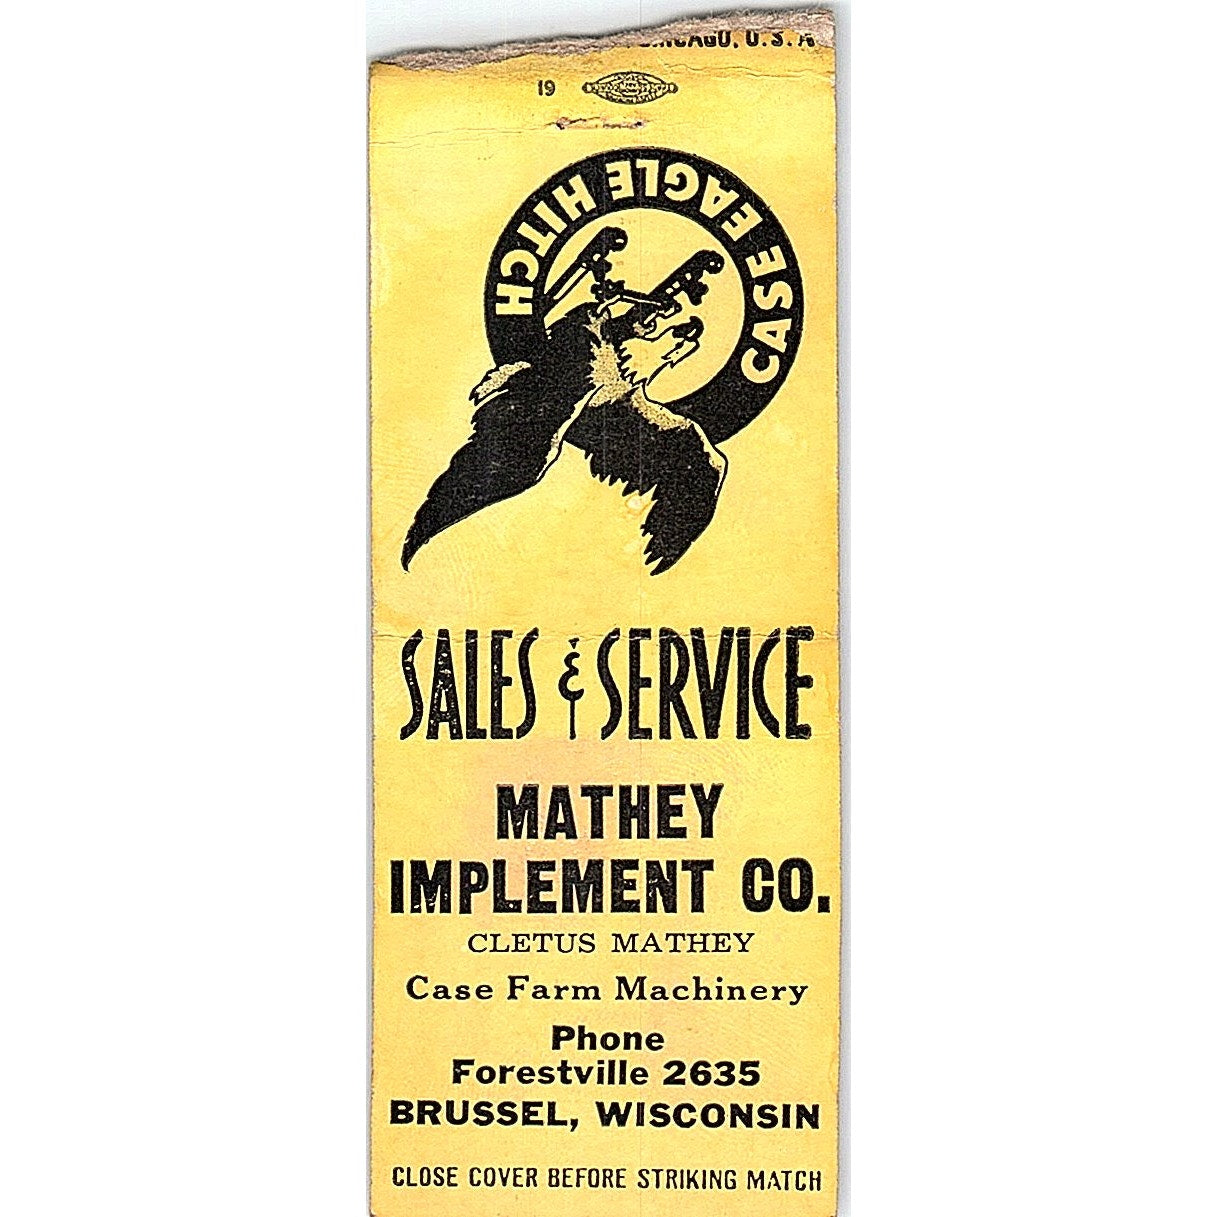 CHICAGO, U.S.A
19
CASE EAGLE HITCH
SALES & SERVICE
MATHEY
IMPLEMENT CO.
CLETUS MATHEY
Case Farm Machinery
Phone
Forestville 2635
BRUSSEL, WISCONSIN
CLOSE COVER BEFORE STRIKING MATCH